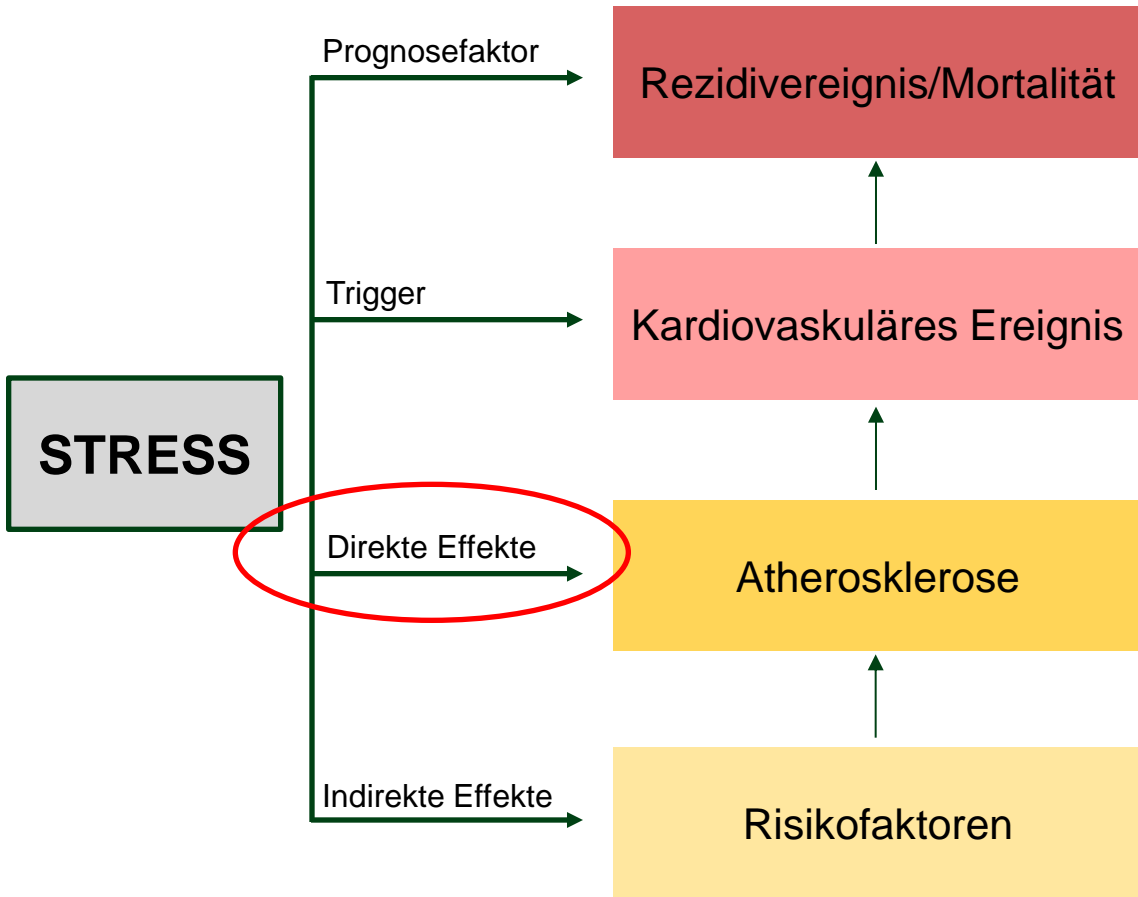 Prognosefaktor
Rezidivereignis/Mortalität
Trigger
Kardiovaskuläres Ereignis
STRESS
Direkte Effekte
Atherosklerose
Indirekte Effekte
Risikofaktoren